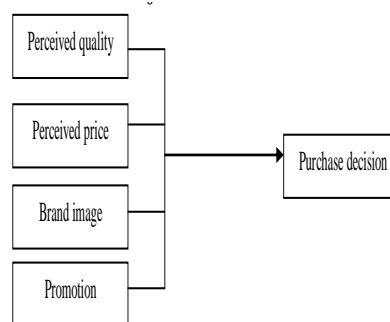 Perceived quality
Perceived price
Purchase decision
Brand image
Promotion